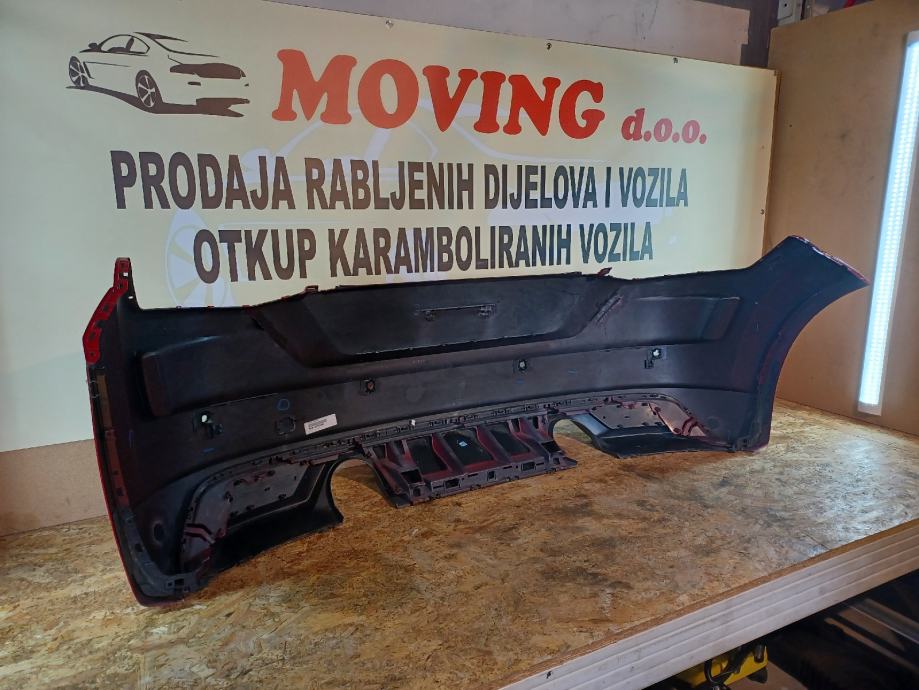 MOVING d.o.o.
PRODAJA RABLJENIH DIJELOVA I VOZILA
OTKUP KARAMBOLIRANIH VOZILA